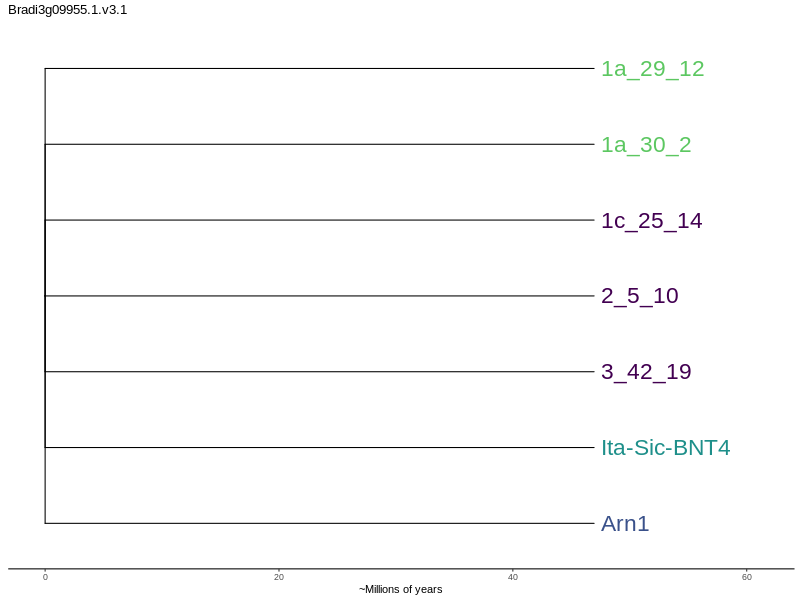 Bradi3g09955.1.v3.1
1a_29_12
1a_30_2
1c_25_14
2_5_10
3_42_19
Ita-Sic-BNT4
Arn1
0 20 40 60
~Millions of years